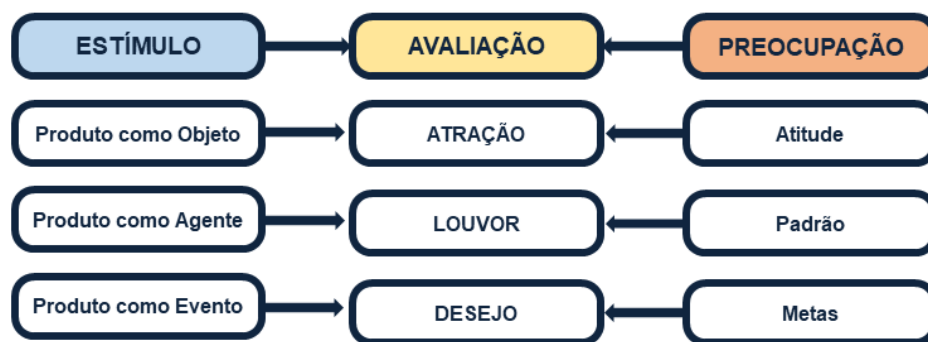 ESTÍMULO
AVALIAÇÃO
PREOCUPAÇÃO
Produto como Objeto
ATRAÇÃO
Atitude
Produto como Agente
LOUVOR
Padrão
Produto como Evento
DESEJO
Metas